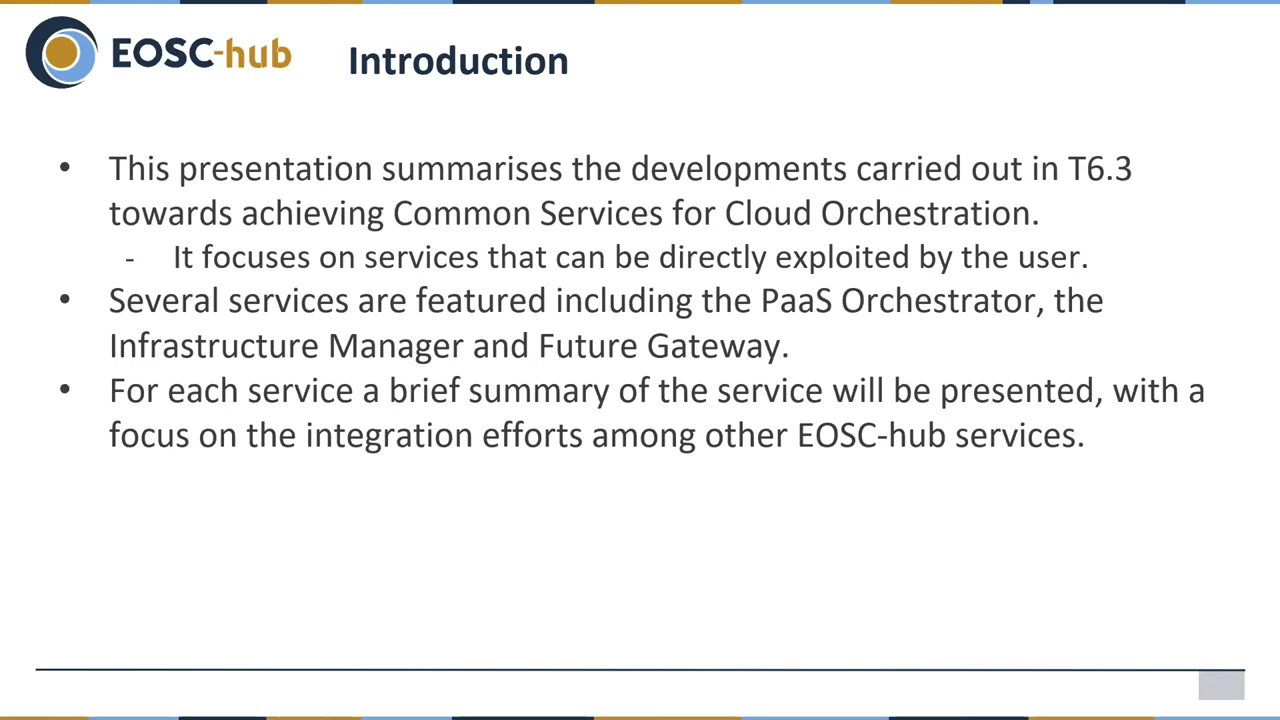 EOSC-hub
Introduction
• This presentation summarises the developments carried out in T6.3
towards achieving Common Services for Cloud Orchestration.
- It focuses on services that can be directly exploited by the user.
• Several services are featured including the PaaS Orchestrator, the
Infrastructure Manager and Future Gateway.
• For each service a brief summary of the service will be presented, with a
focus on the integration efforts among other EOSC-hub services.